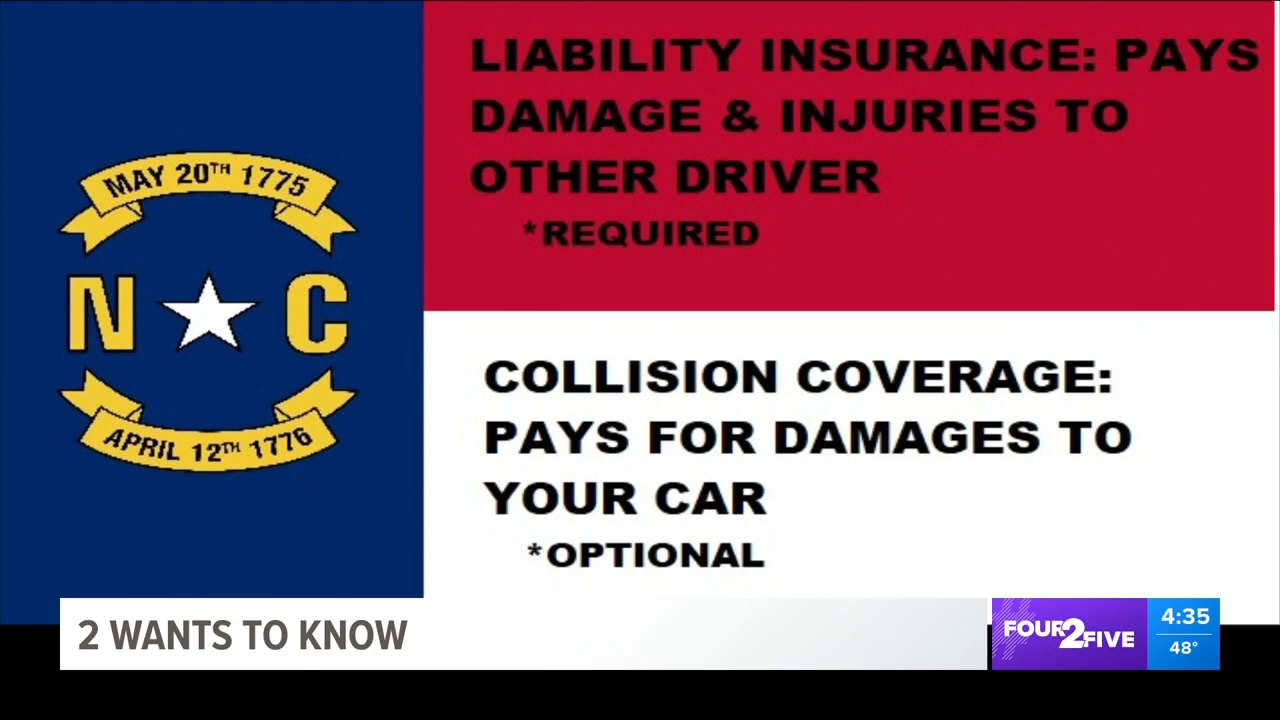 MAY 20TH 1775
N C
APRIL 12TH 1776
LIABILITY INSURANCE: PAYS
DAMAGE & INJURIES TO
OTHER DRIVER
*REQUIRED
COLLISION COVERAGE:
PAYS FOR DAMAGES TO
YOUR CAR
*OPTIONAL
2 WANTS TO KNOW
FOUR2FIVE
4:35
48°